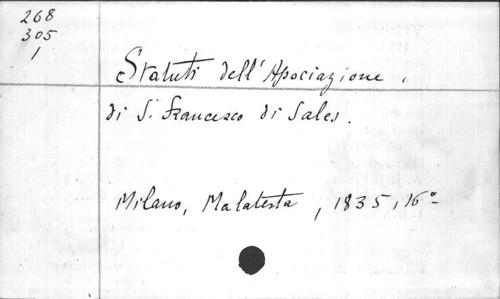 268
305
1
Statuti dell'Associazione.
di S. Francesco di Sales.
Milano, Malatesta, 1835, 16°